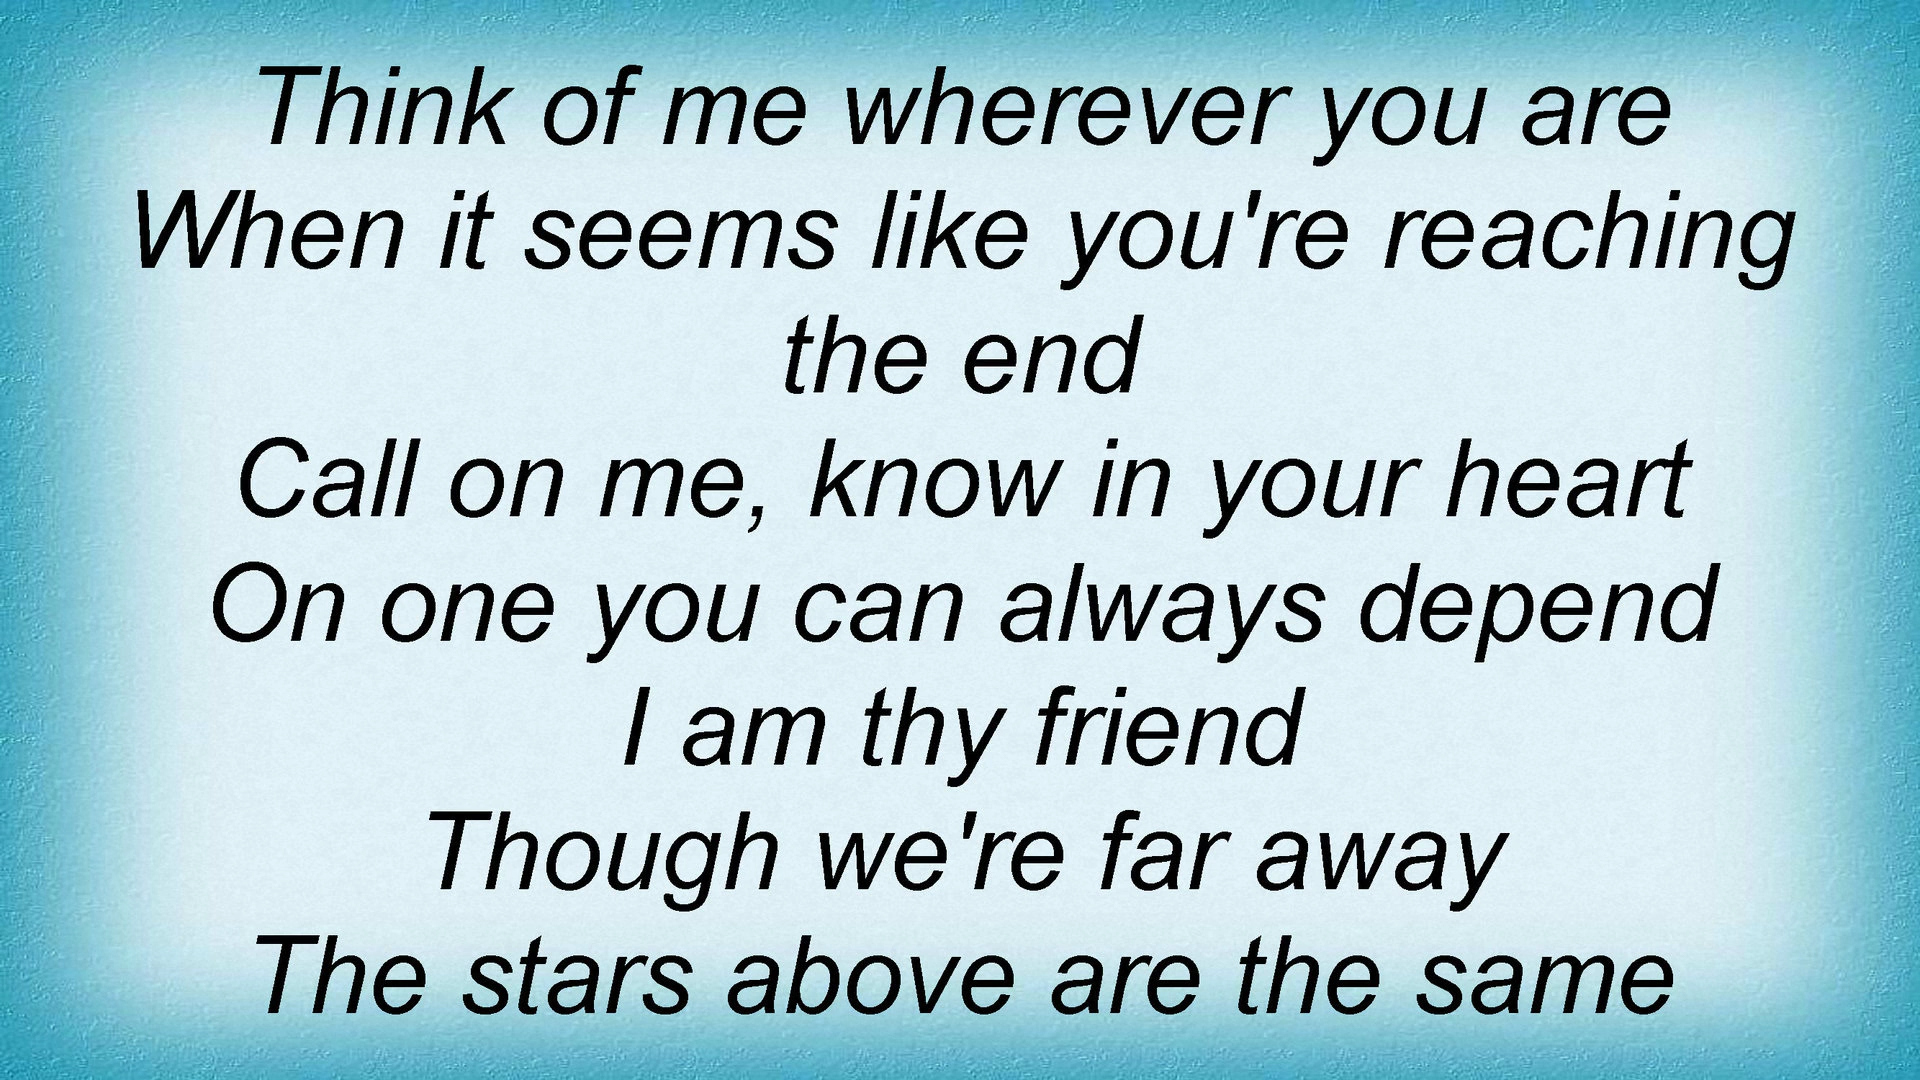 Think of me wherever you are
When it seems like you're reaching
the end
Call on me, know in your heart
On one you can always depend
I am thy friend
Though we're far away
The stars above are the same